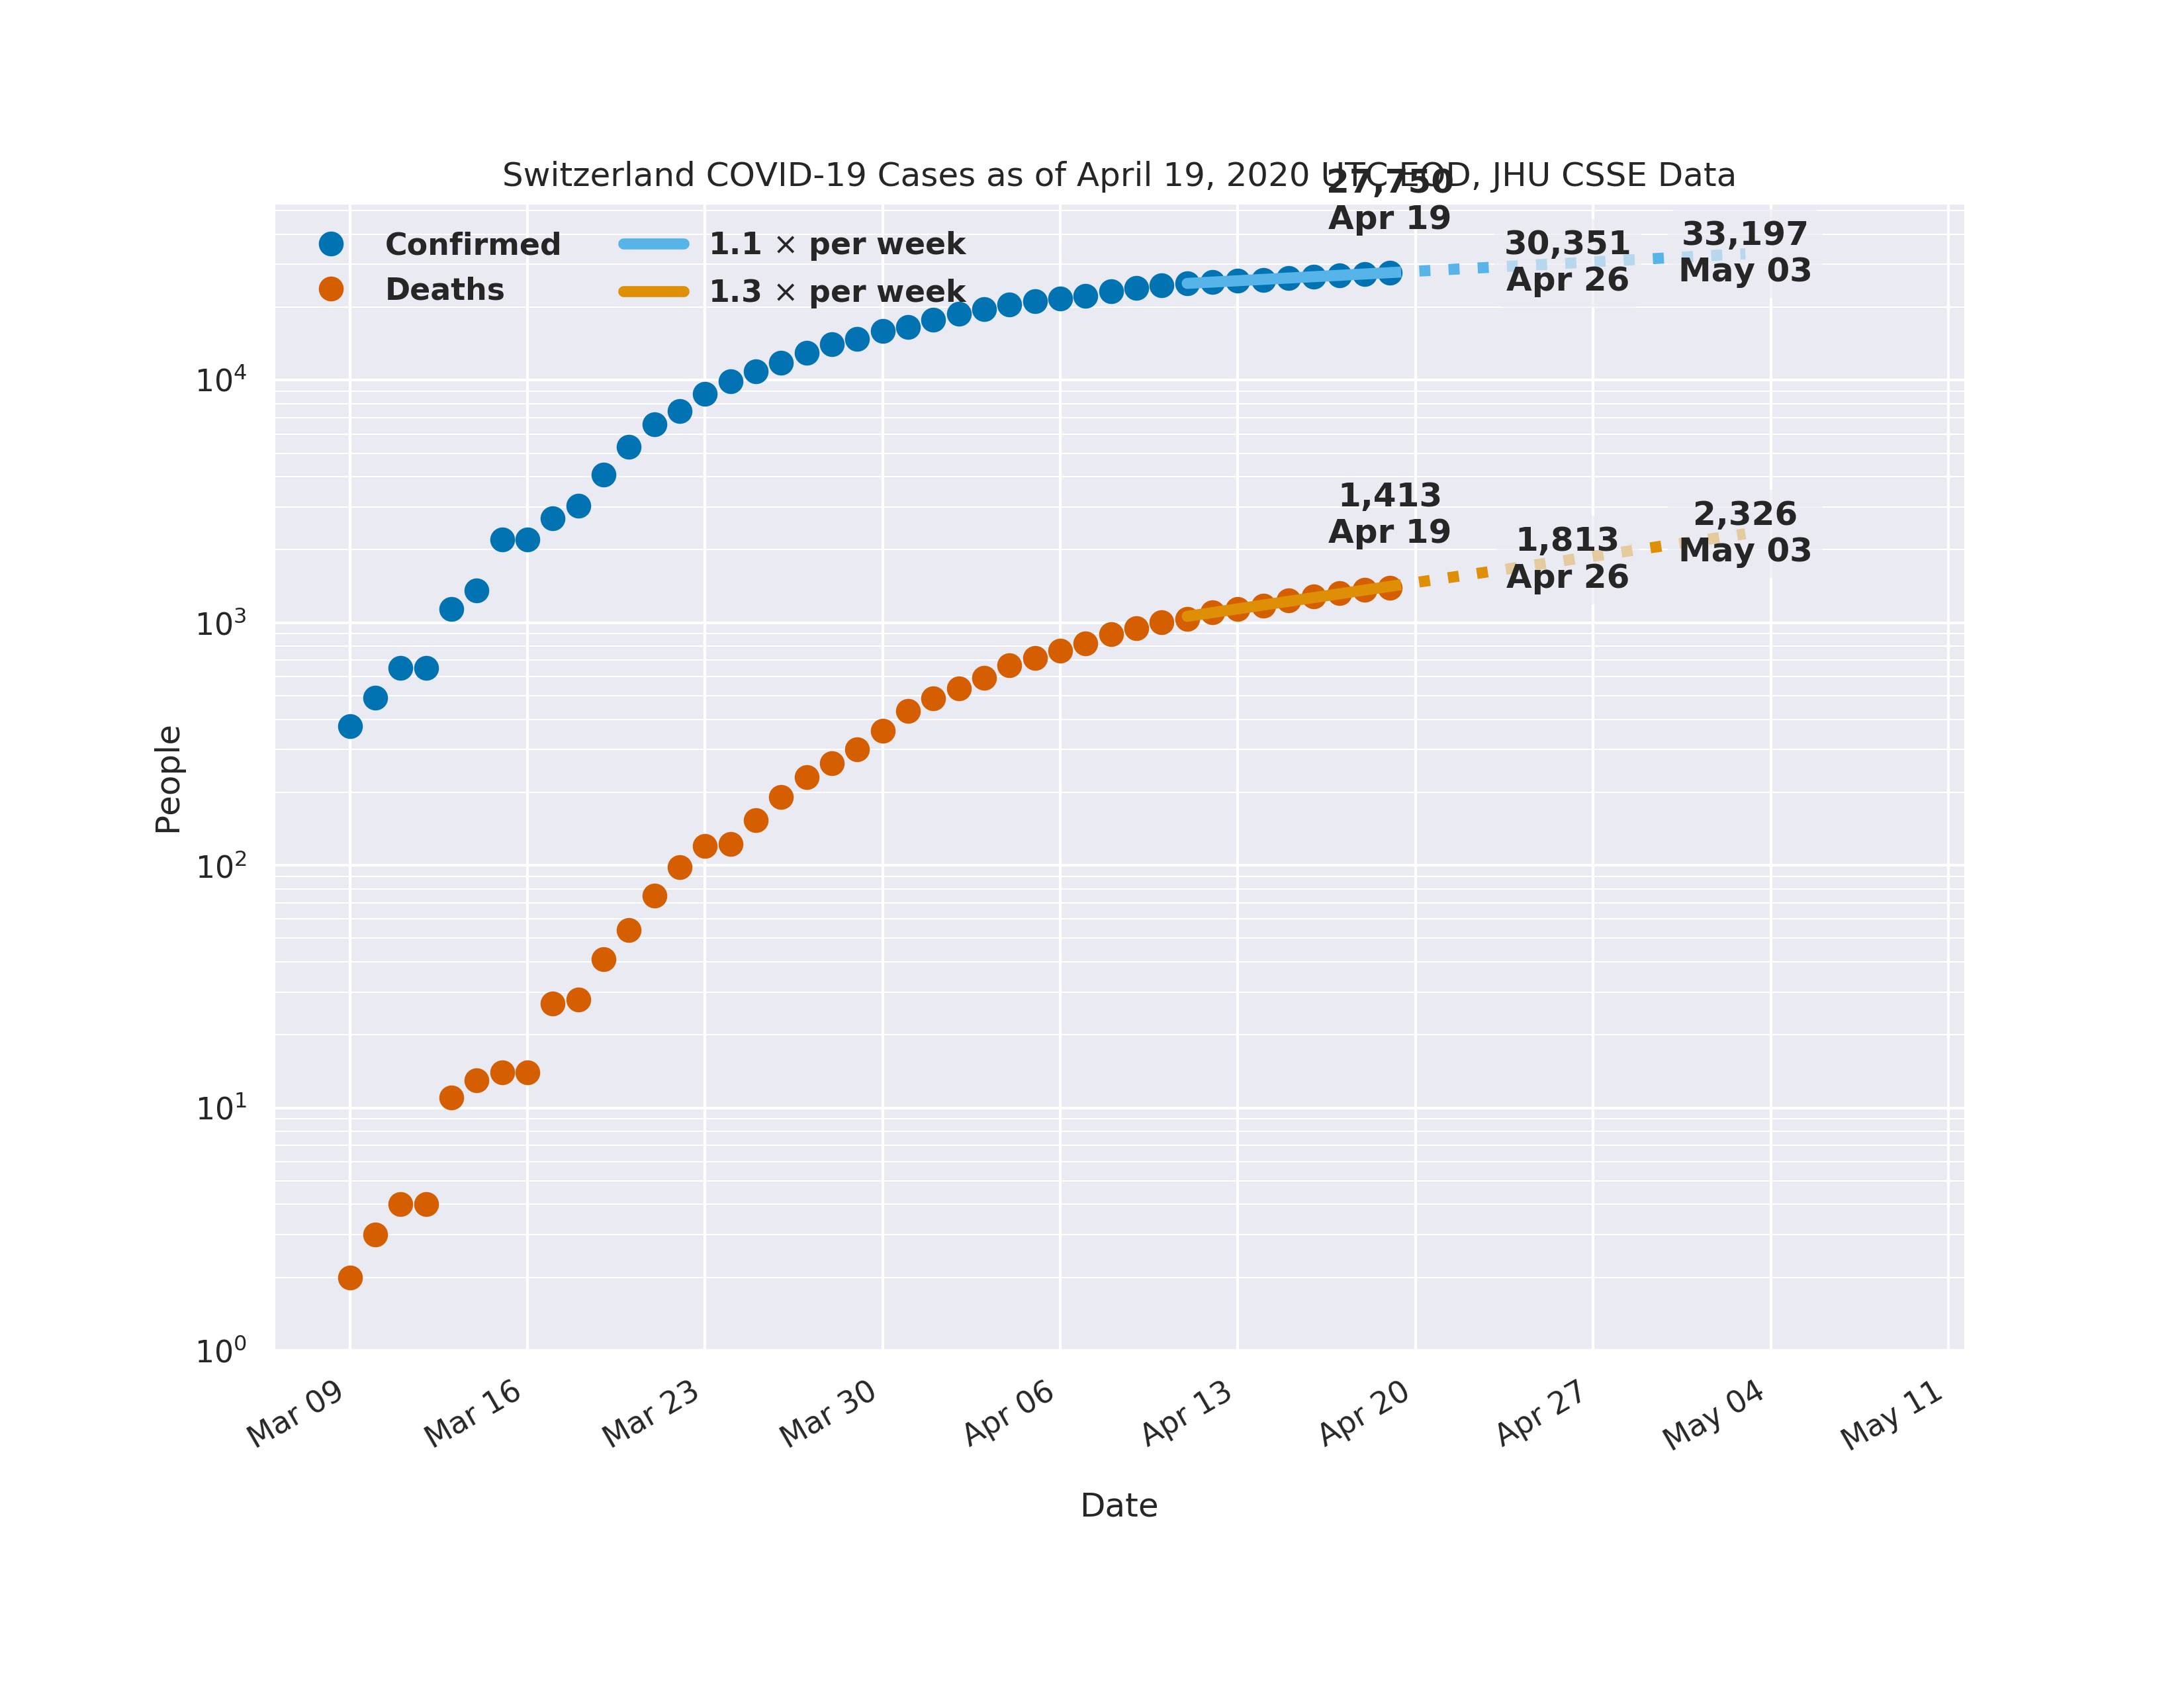 Switzerland COVID-19 Cases as of April 19, 2020 UTC EOD, JHU CSSE Data
27,750
Apr 19
30,351
Apr 26
33,197
May 03
Confirmed
Deaths
1.1 × per week
1.3 × per week
1,413
Apr 19
1,813
Apr 26
2,326
May 03
People
10⁴
10³
10²
10¹
10⁰
Mar 09
Mar 16
Mar 23
Mar 30
Apr 06
Apr 13
Apr 20
Apr 27
May 04
May 11
Date